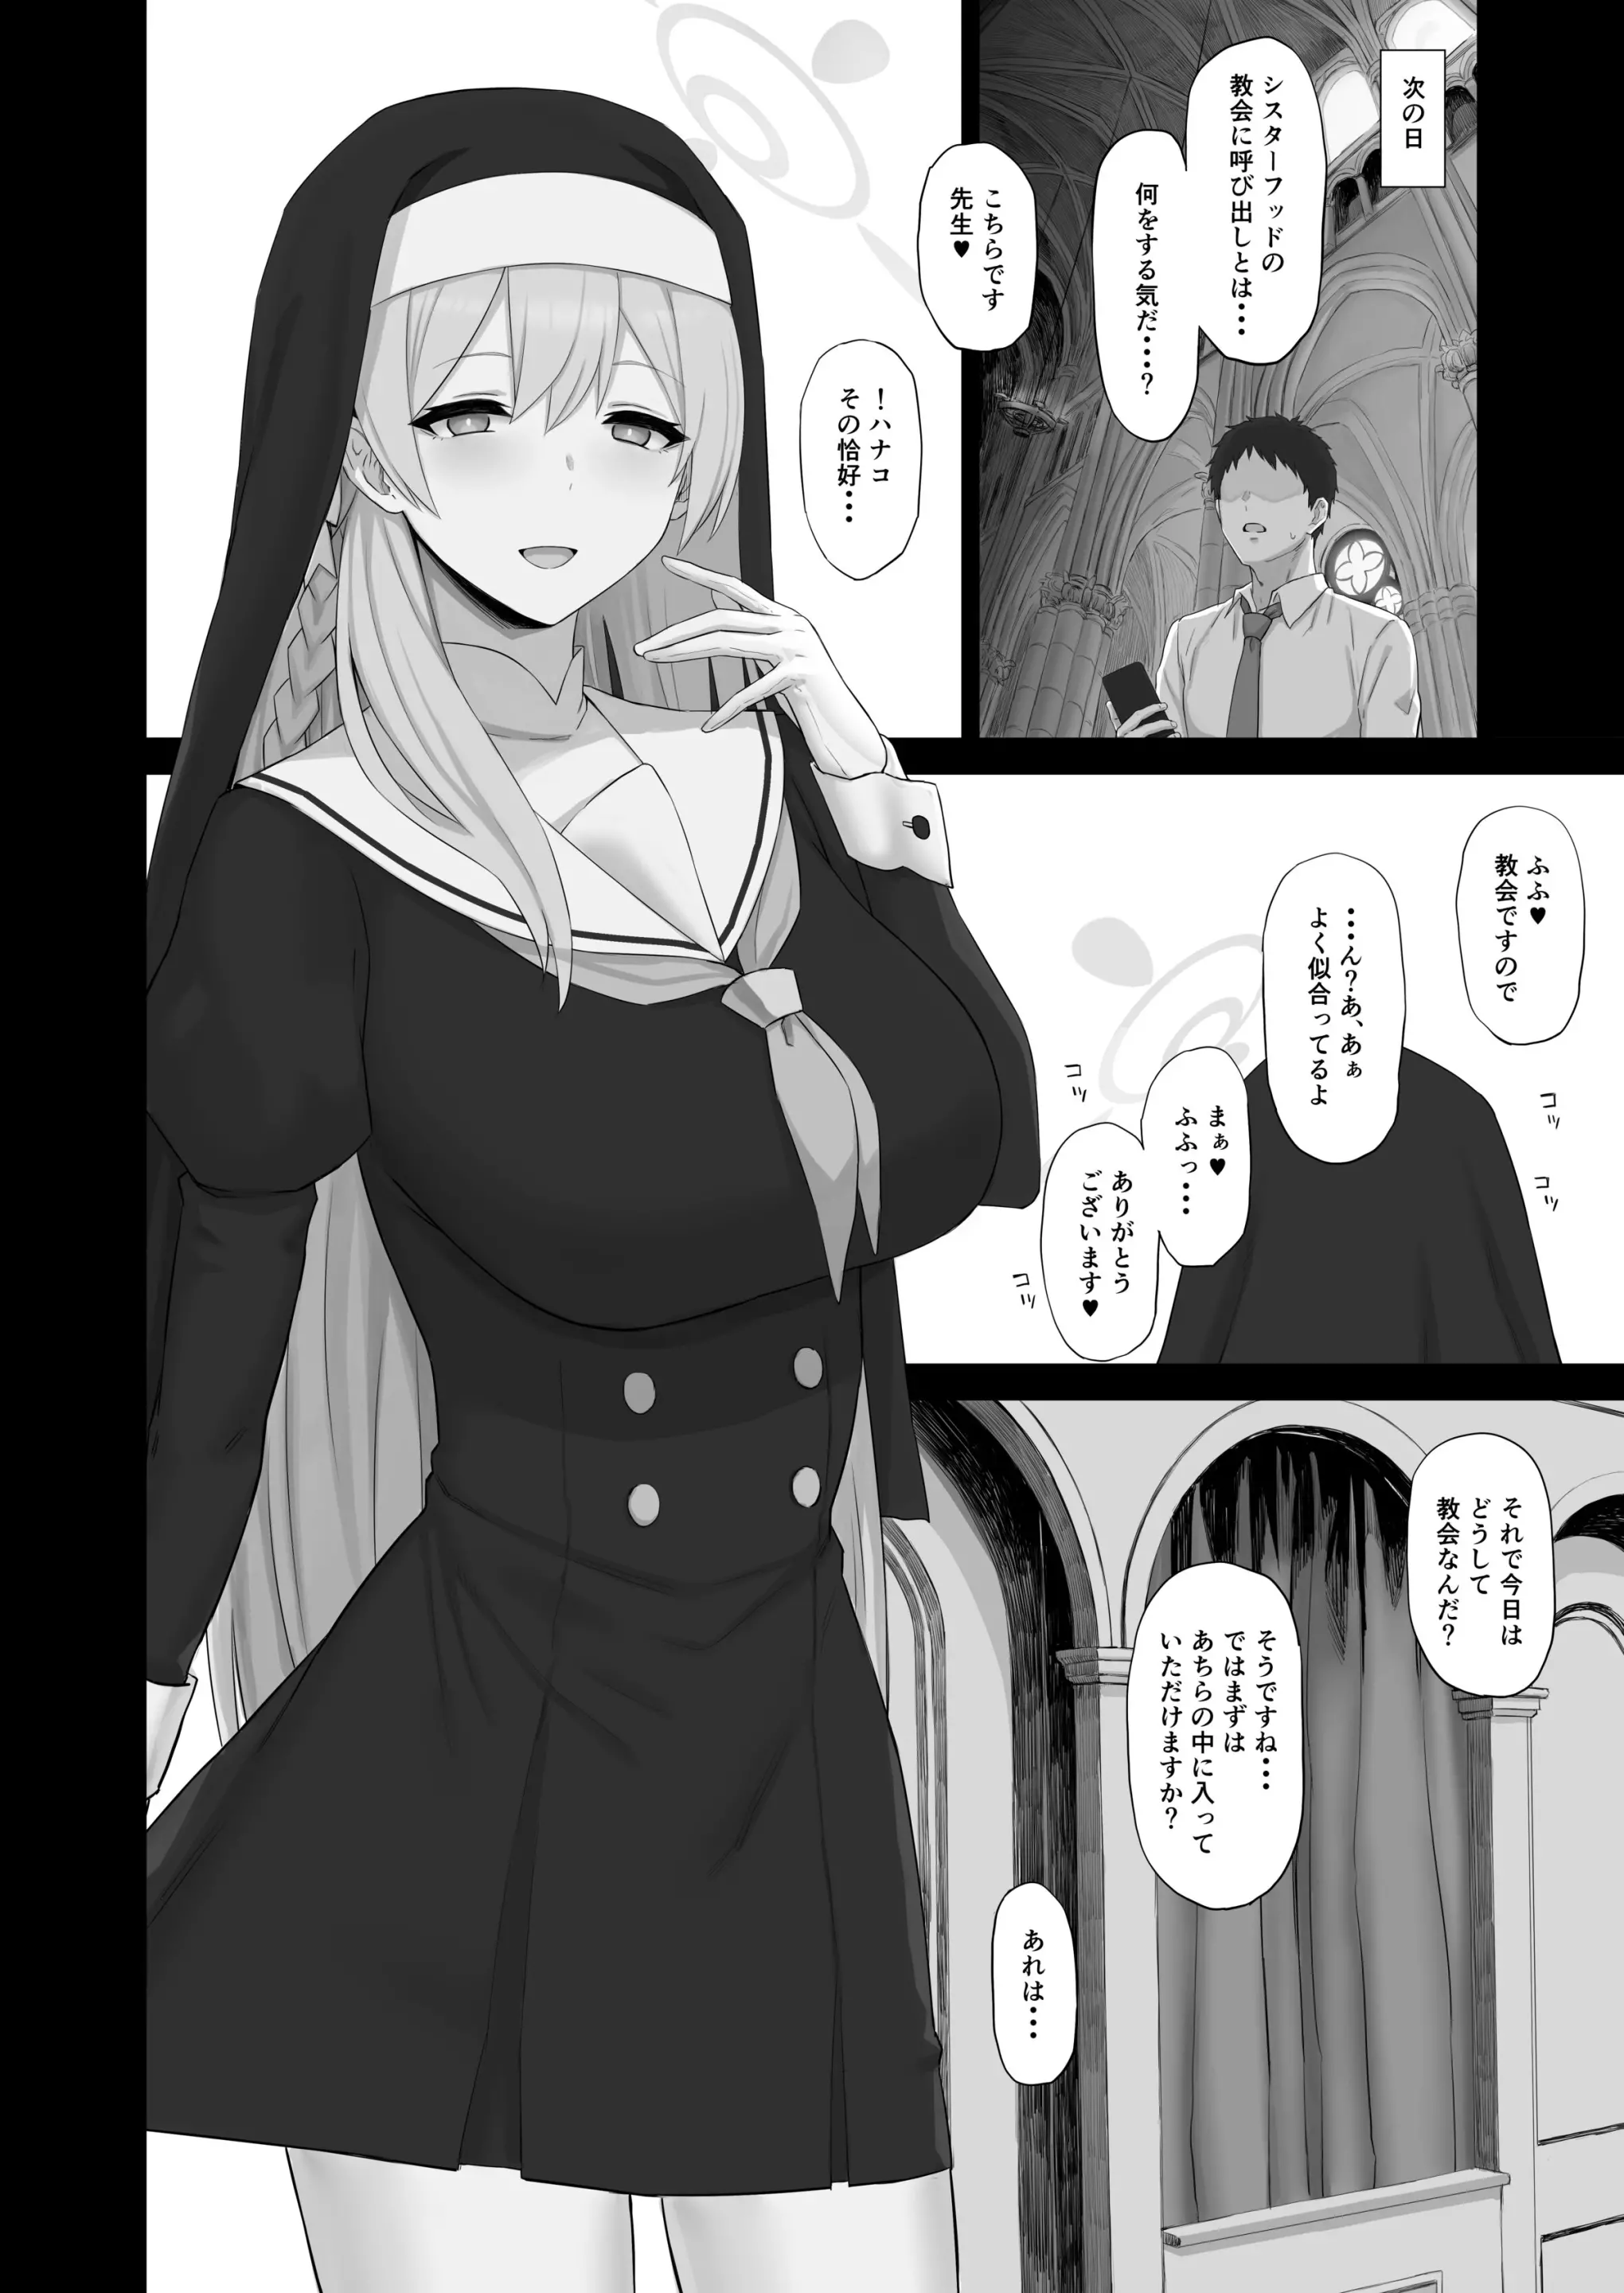 次の日
シスターフッドの
教会に呼び出しとは・・・
何をする気だ・・・・?
こちらです
先生♥
!ハナコ
その恰好・・・
ふふ♥
教会ですので
・・・ん?あ、あぁ
よく似合ってるよ
まぁ♥
ふふっ・・・
ありがとう
ございます♥
コッ
コッ
コッ
コッ
それで今日は
どうして
教会なんだ?
そうですね・・・
ではまずは
あちらの中に入って
いただけますか?
あれは・・・